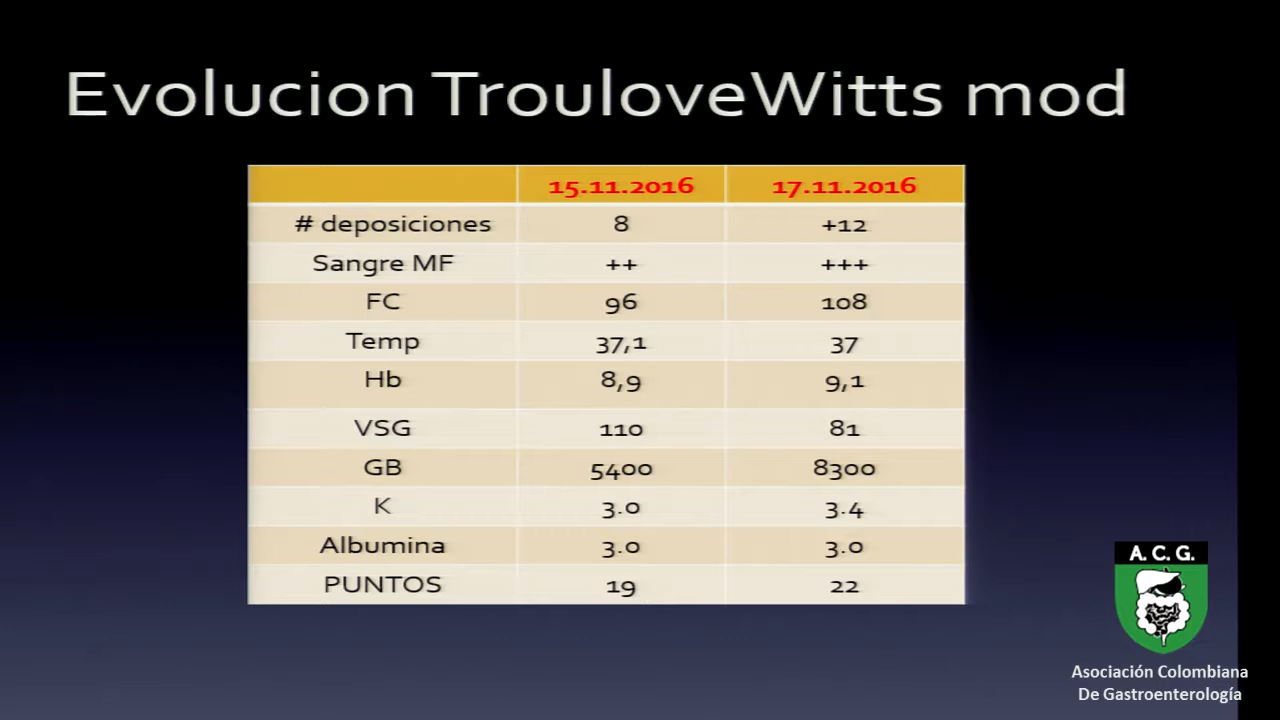 Evolucion TrouloveWitts mod
15.11.2016 17.11.2016
# deposiciones 8 +12
Sangre MF ++ +++
FC 96 108
Temp 37,1 37
Hb 8,9 9,1
VSG 110 81
GB 5400 8300
K 3.0 3.4
Albumina 3.0 3.0
PUNTOS 19 22
A. C. G.
Asociación Colombiana
De Gastroenterología